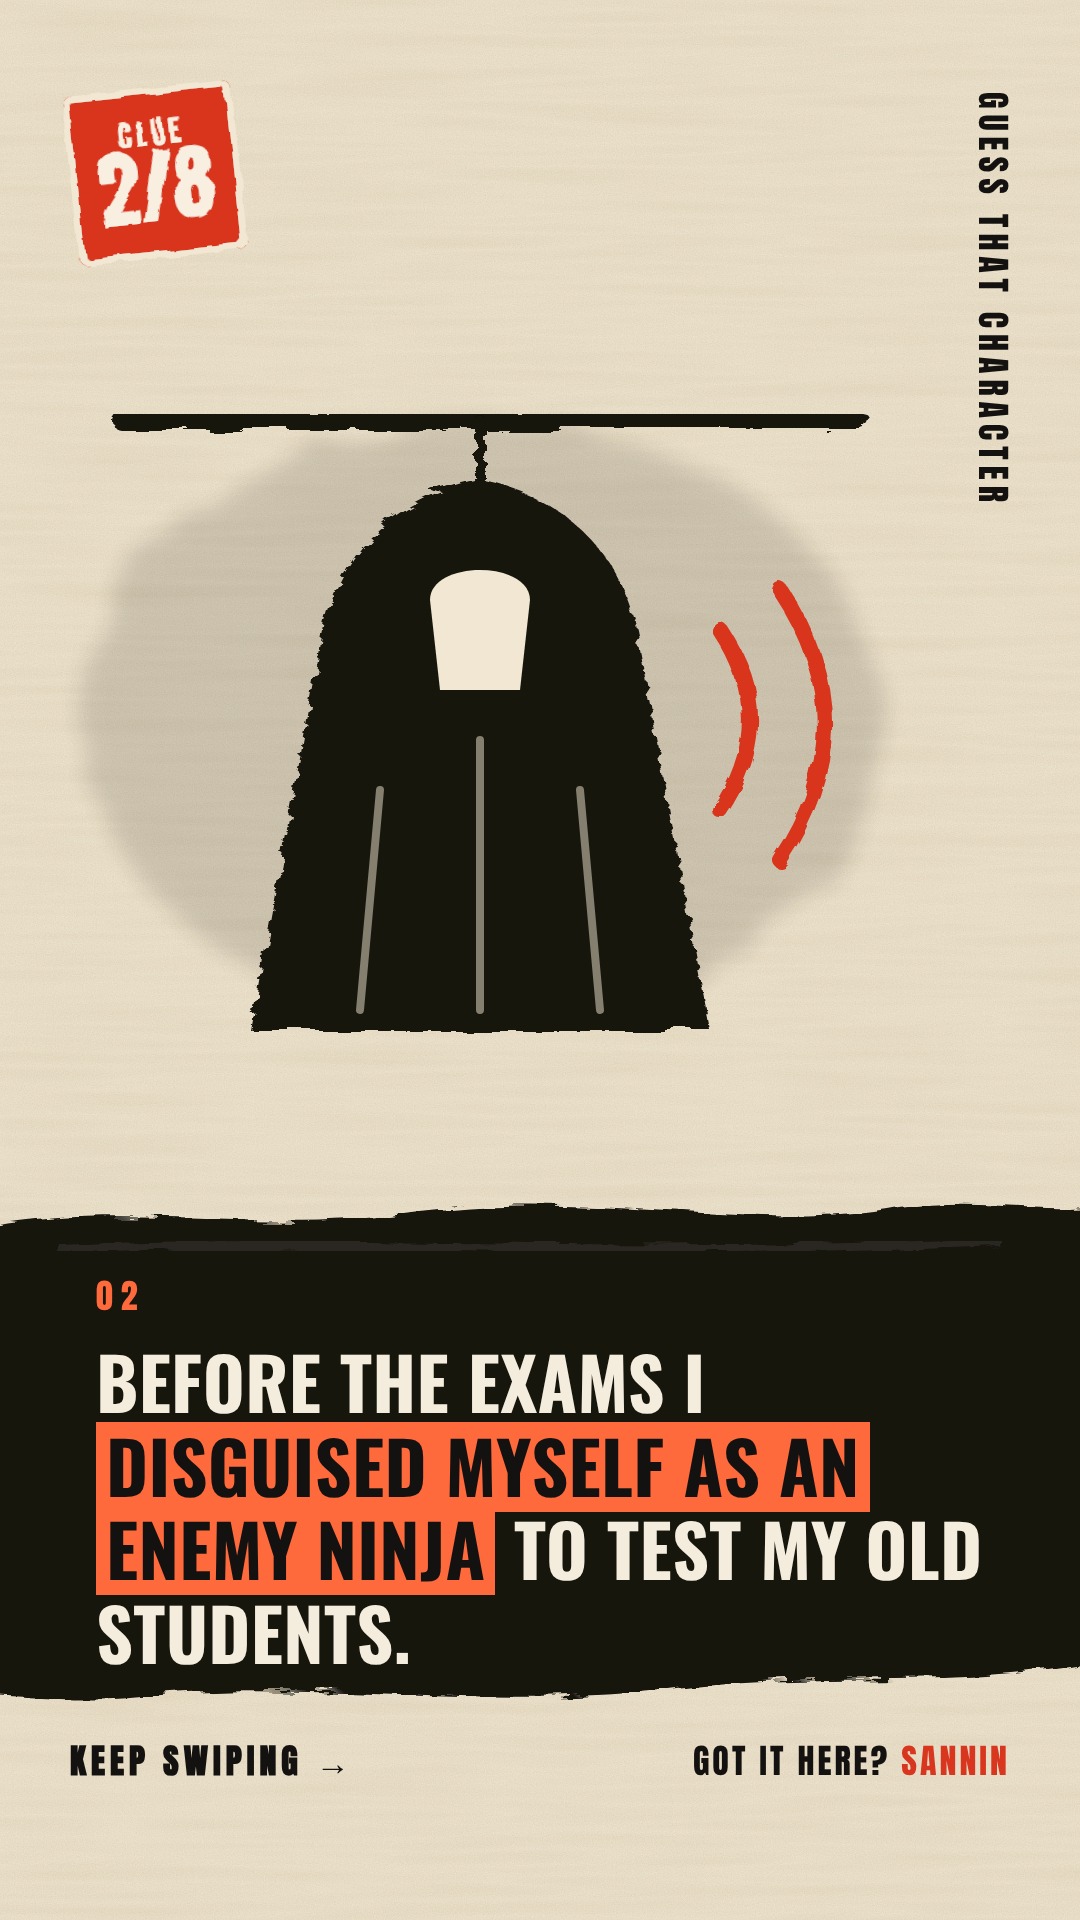 CLUE
2/8
GUESS THAT CHARACTER
02
BEFORE THE EXAMS I
DISGUISED MYSELF AS AN
ENEMY NINJA TO TEST MY OLD
STUDENTS.
KEEP SWIPING →
GOT IT HERE? SANNIN